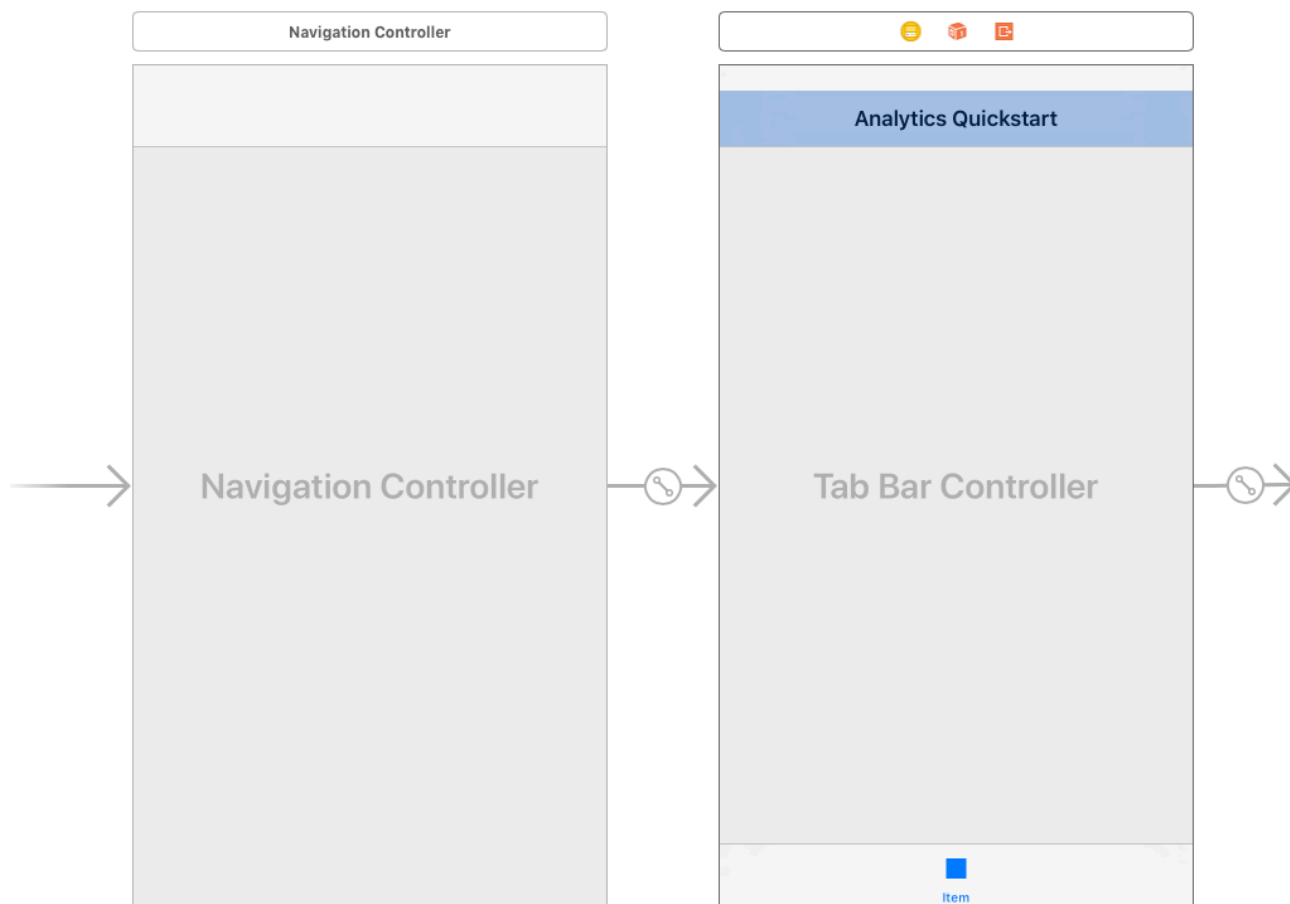 Navigation Controller
Analytics Quickstart
Navigation Controller
Tab Bar Controller
Item